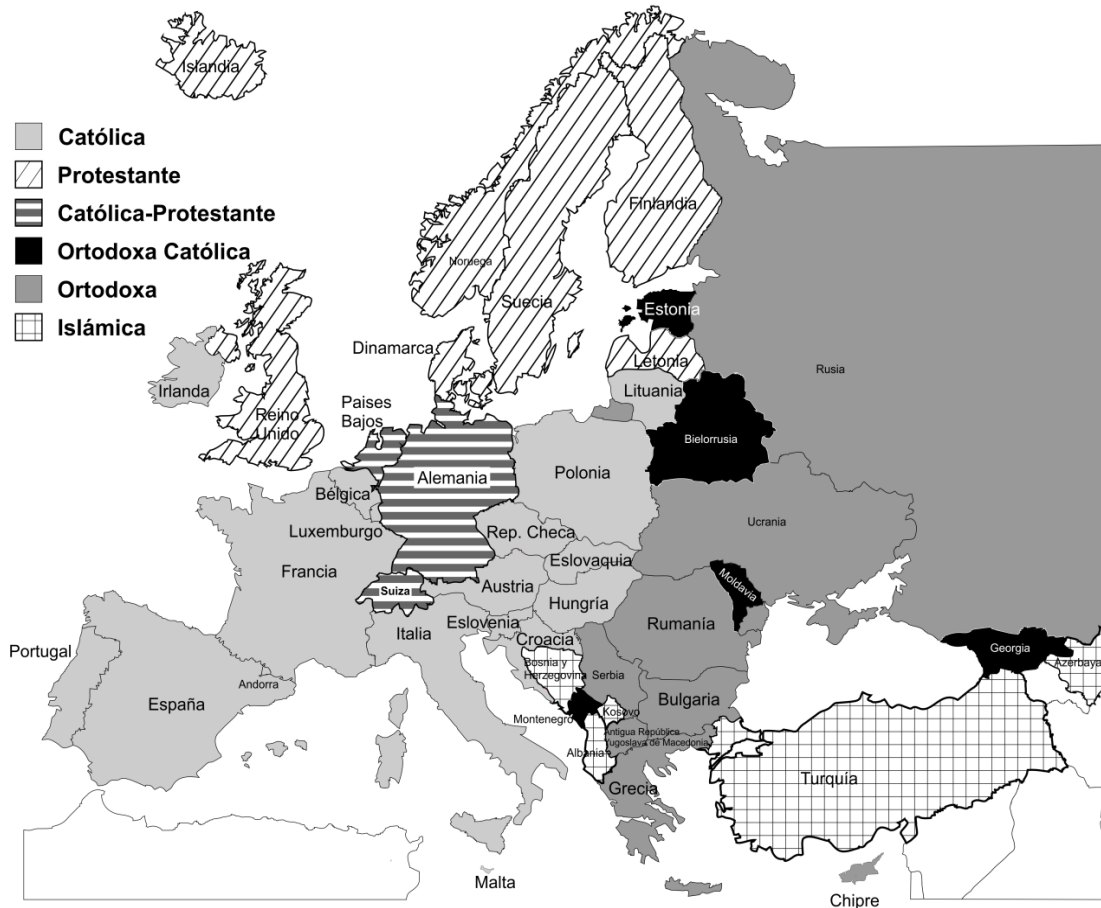 Islandia
Católica
Protestante
Católica-Protestante
Ortodoxa Católica
Ortodoxa
Islámica
Finlandia
Noruega
Suecia
Estonia
Dinamarca
Letonia
Rusia
Irlanda
Lituania
Paises
Bajos
Reino
Unido
Bielorrusia
Alemania
Polonia
Bélgica
Ucrania
Luxemburgo
Rep. Checa
Francia
Eslovaquia
Moldavia
Suiza
Austria
Hungría
Rumanía
Italia
Eslovenia
Croacia
Georgia
Portugal
Bosnia y
Herzegovina
Serbia
Azerbaya
Andorra
España
Bulgaria
Montenegro
Kosovo
Antigua República
Yugoslava de Macedonia
Albanian
Turquía
Grecia
Malta
Chipre